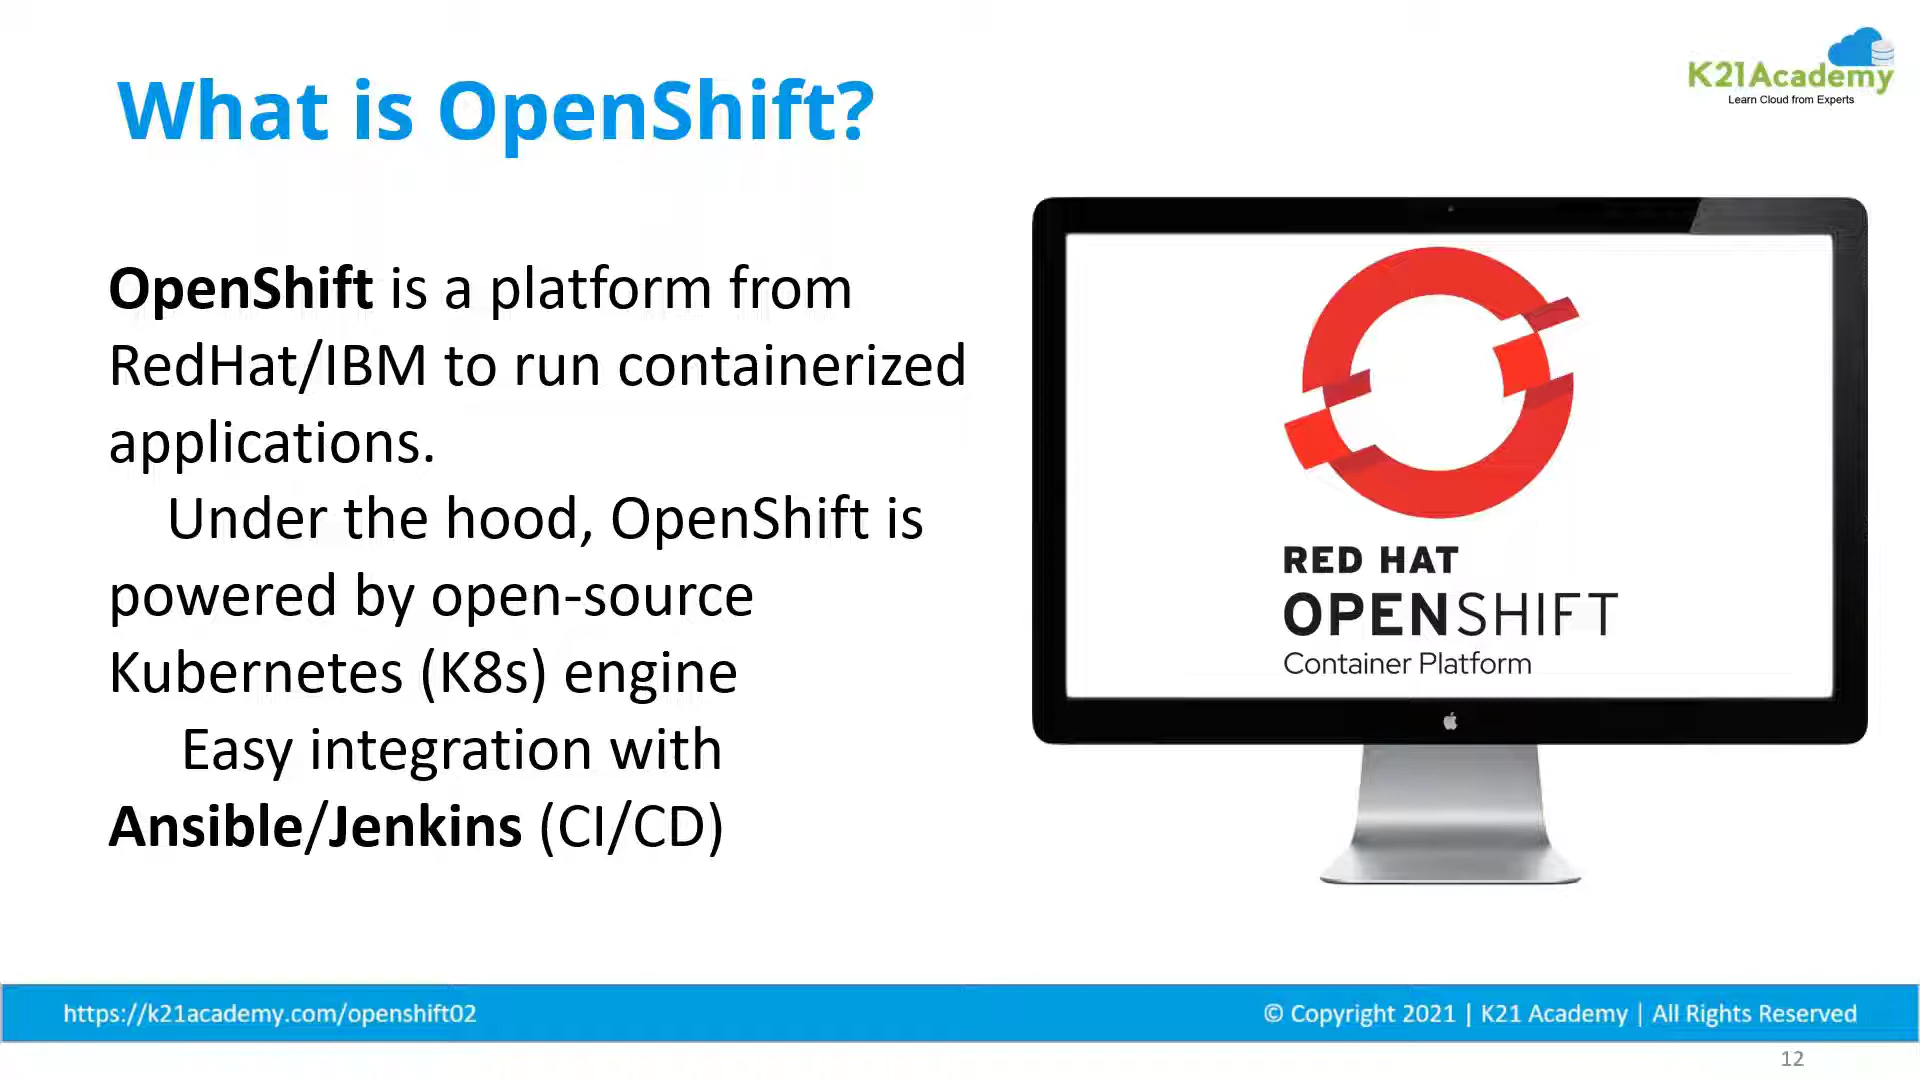 What is OpenShift?
K21Academy
Learn Cloud from Experts
OpenShift is a platform from
RedHat/IBM to run containerized
applications.
Under the hood, OpenShift is
powered by open-source
Kubernetes (K8s) engine
Easy integration with
Ansible/Jenkins (CI/CD)
RED HAT
OPENSHIFT
Container Platform
https://k21academy.com/openshift02
© Copyright 2021 | K21 Academy | All Rights Reserved
12